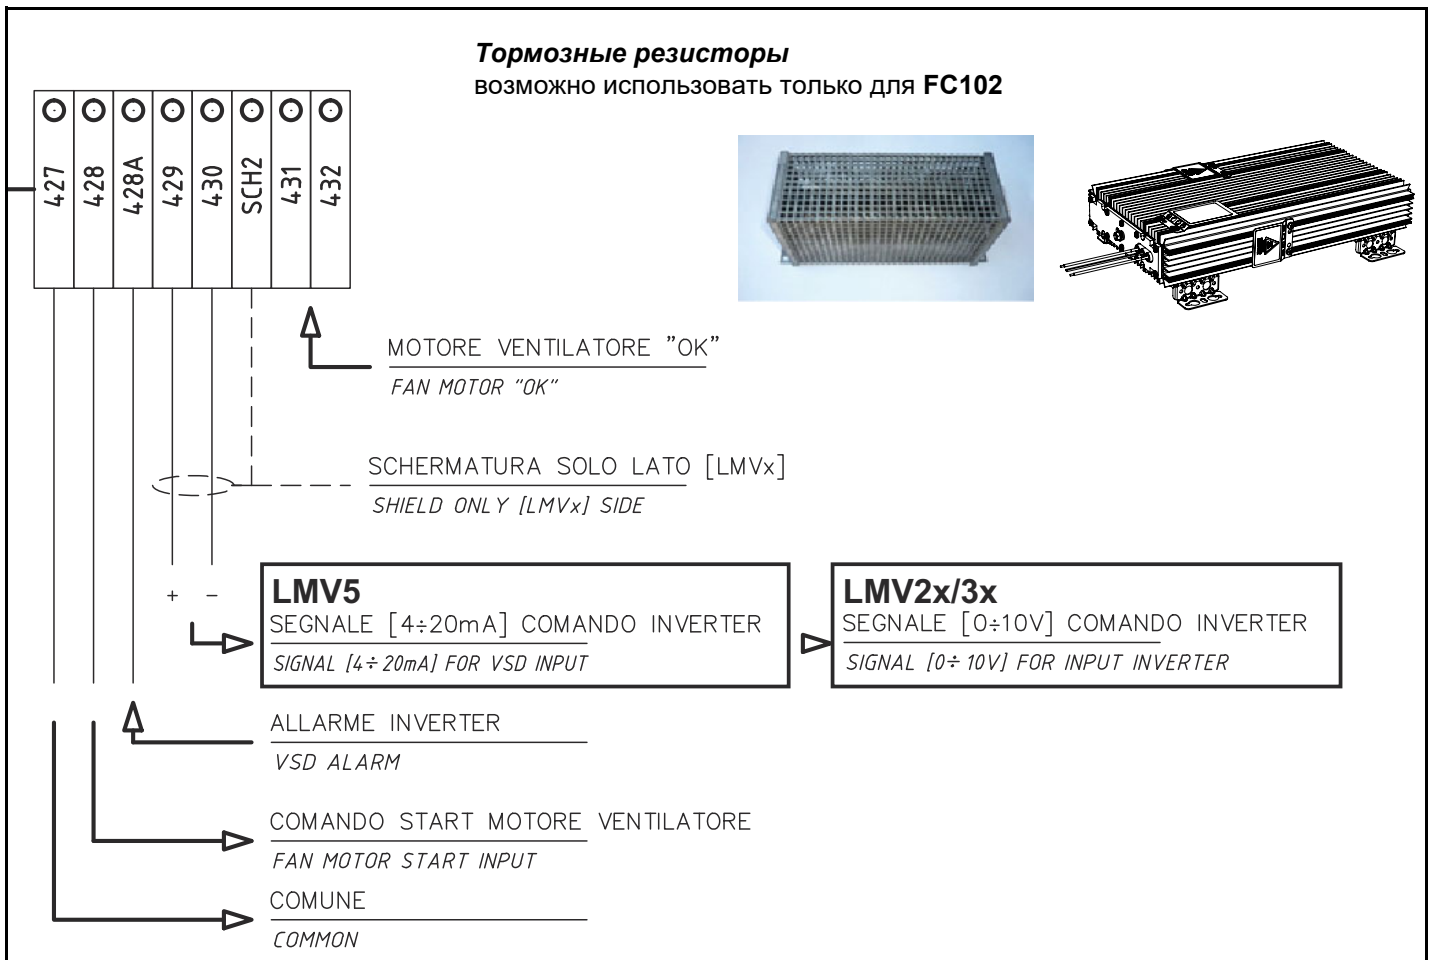 Тормозные резисторы
возможно использовать только для FC102
427
428
428A
429
430
SCH2
431
432
MOTORE VENTILATORE "OK"
FAN MOTOR "OK"
SCHERMATURA SOLO LATO [LMVx]
SHIELD ONLY [LMVx] SIDE
+ −
LMV5
SEGNALE [4÷20mA] COMANDO INVERTER
SIGNAL [4÷20mA] FOR VSD INPUT
LMV2x/3x
SEGNALE [0÷10V] COMANDO INVERTER
SIGNAL [0÷10V] FOR INPUT INVERTER
ALLARME INVERTER
VSD ALARM
COMANDO START MOTORE VENTILATORE
FAN MOTOR START INPUT
COMUNE
COMMON